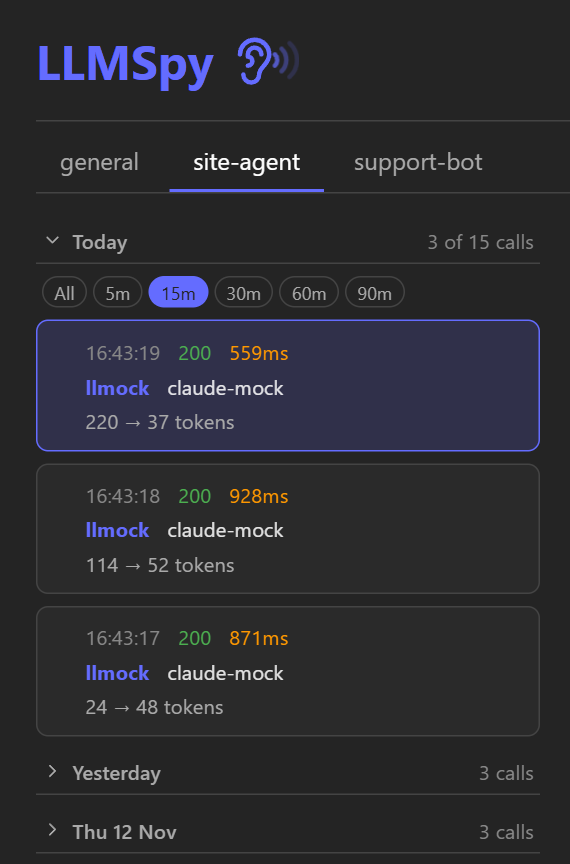 LLMSpy
general site-agent support-bot
Today 3 of 15 calls
All 5m 15m 30m 60m 90m
16:43:19 200 559ms
llmock claude-mock
220 → 37 tokens
16:43:18 200 928ms
llmock claude-mock
114 → 52 tokens
16:43:17 200 871ms
llmock claude-mock
24 → 48 tokens
Yesterday 3 calls
Thu 12 Nov 3 calls